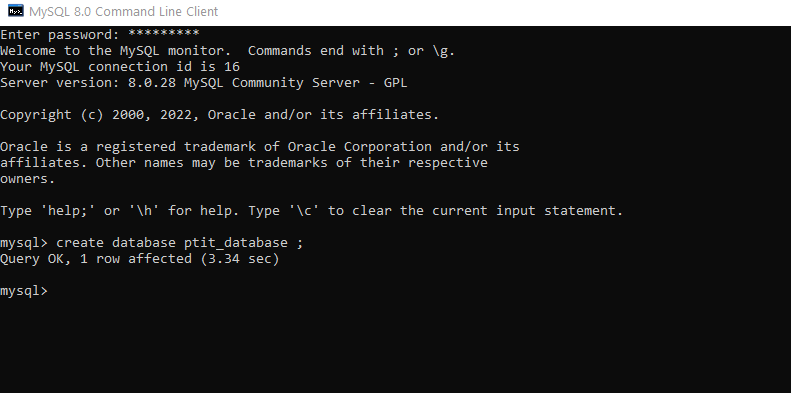 MySQL 8.0 Command Line Client
Enter password: *********
Welcome to the MySQL monitor.  Commands end with ; or \g.
Your MySQL connection id is 16
Server version: 8.0.28 MySQL Community Server - GPL
Copyright (c) 2000, 2022, Oracle and/or its affiliates.
Oracle is a registered trademark of Oracle Corporation and/or its
affiliates. Other names may be trademarks of their respective
owners.
Type 'help;' or '\h' for help. Type '\c' to clear the current input statement.
mysql> create database ptit_database ;
Query OK, 1 row affected (3.34 sec)
mysql>